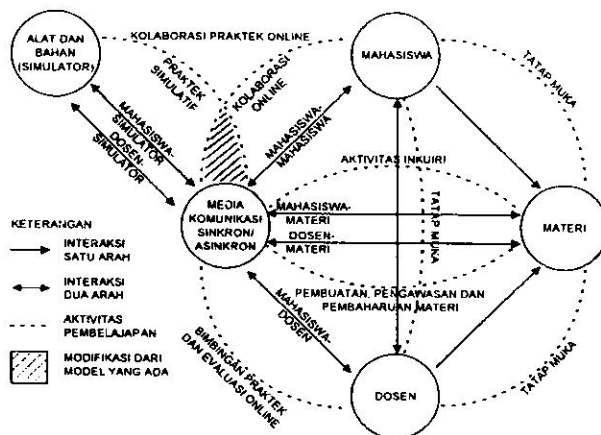 ALAT DAN
BAHAN
(SIMULATOR)
KOLABORASI PRAKTEK ONLINE
MAHASISWA
TATAP MUKA
PRAKTEK
SIMULATIF
KOLABORASI
ONLINE
MAHASISWA-
SIMULATOR
DOSEN-
SIMULATOR
MAHASISWA-
MAHASISWA
AKTIVITAS INKUIRI
MEDIA
KOMUNIKASI
SINKRON/
ASINKRON
MAHASISWA-
MATERI
DOSEN-
MATERI
TATAP MUKA
MATERI
KETERANGAN
INTERAKSI
SATU ARAH
INTERAKSI
DUA ARAH
AKTIVITAS
PEMBELAJAPAN
MODIFIKASI DARI
MODEL YANG ADA
PEMBUATAN, PENGAWASAN DAN
PEMBAHARUAN MATERI
MAHASISWA-
DOSEN
BIMBINGAN PRAKTEK
DAN EVALUASI ONLINE
DOSEN
TATAP MUKA